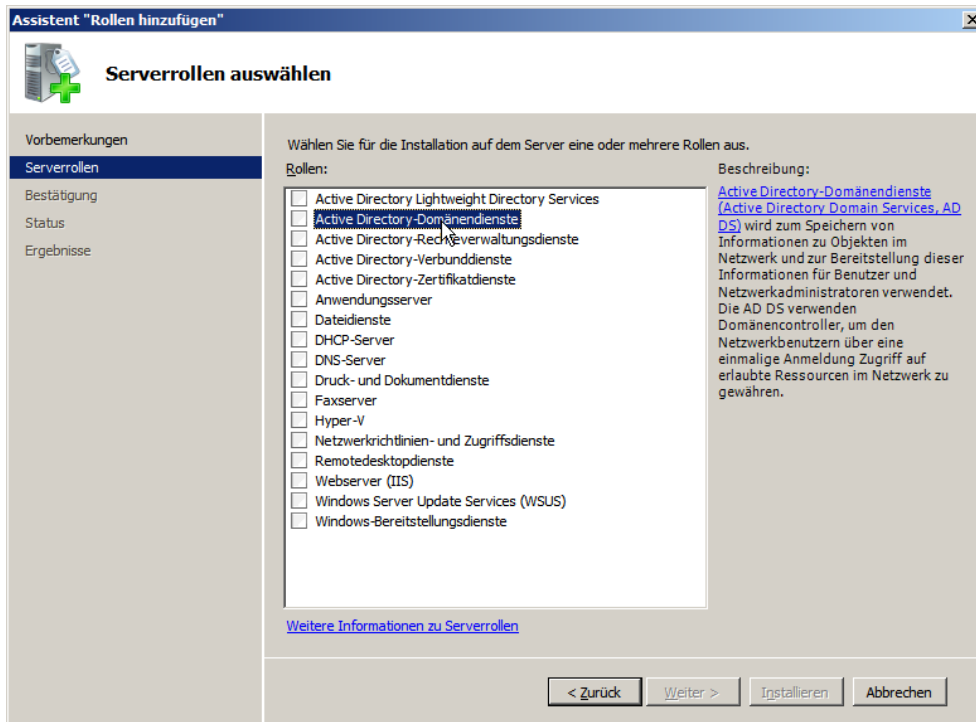 Assistent "Rollen hinzufügen"
Serverrollen auswählen
Vorbemerkungen
Serverrollen
Bestätigung
Status
Ergebnisse
Wählen Sie für die Installation auf dem Server eine oder mehrere Rollen aus.
Rollen:
Active Directory Lightweight Directory Services
Active Directory-Domänendienste
Active Directory-Rechteverwaltungsdienste
Active Directory-Verbunddienste
Active Directory-Zertifikatdienste
Anwendungsserver
Dateidienste
DHCP-Server
DNS-Server
Druck- und Dokumentdienste
Faxserver
Hyper-V
Netzwerkrichtlinien- und Zugriffsdienste
Remotedesktopdienste
Webserver (IIS)
Windows Server Update Services (WSUS)
Windows-Bereitstellungsdienste
Weitere Informationen zu Serverrollen
Beschreibung:
Active Directory-Domänendienste
(Active Directory Domain Services, AD
DS) wird zum Speichern von
Informationen zu Objekten im
Netzwerk und zur Bereitstellung dieser
Informationen für Benutzer und
Netzwerkadministratoren verwendet.
Die AD DS verwenden
Domänencontroller, um den
Netzwerkbenutzern über eine
einmalige Anmeldung Zugriff auf
erlaubte Ressourcen im Netzwerk zu
gewähren.
< Zurück
Weiter >
Installieren
Abbrechen